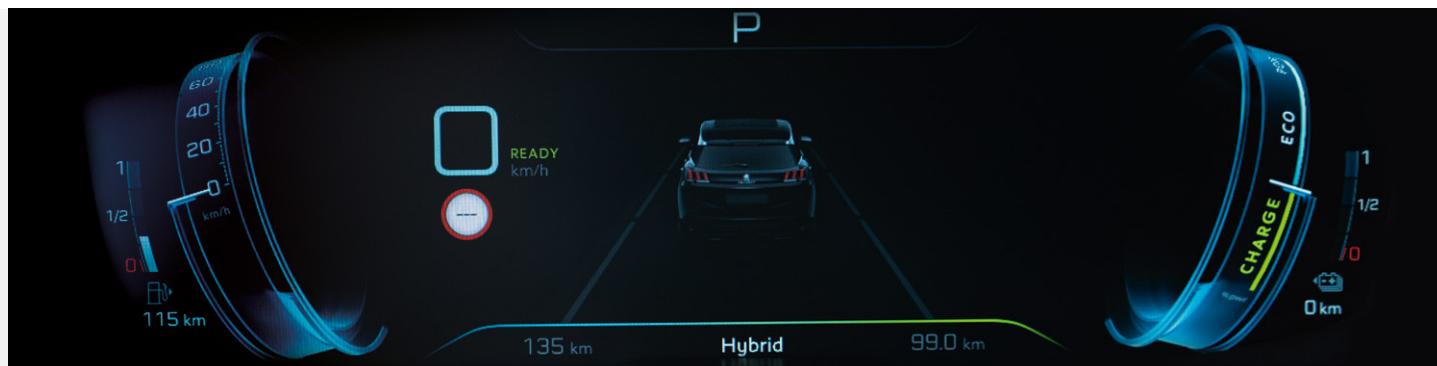 P
60
40
20
0
km/h
1
1/2
0
115 km
READY
km/h
---
ECO
CHARGE
1
1/2
0
0 km
135 km
Hybrid
99.0 km